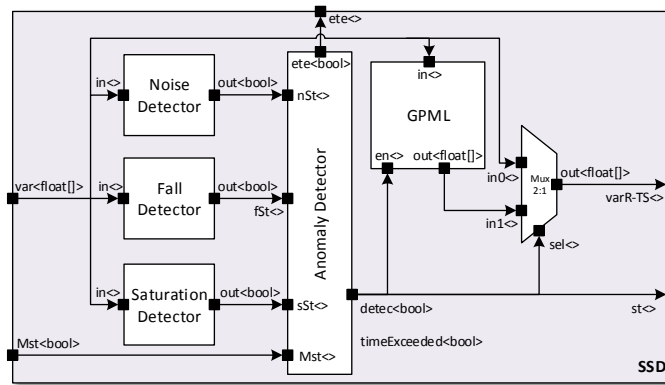 ete<>
in<>
Noise
Detector
out<bool>
ete<bool>
nSt<>
in<>
GPML
en<>
out<float[]>
var<float[]>
in<>
Fall
Detector
out<bool>
fSt<>
Anomaly Detector
in0<>
Mux
2:1
out<float[]>
varR-TS<>
in1<>
sel<>
in<>
Saturation
Detector
out<bool>
sSt<>
detec<bool>
st<>
Mst<bool>
Mst<>
timeExceeded<bool>
SSD